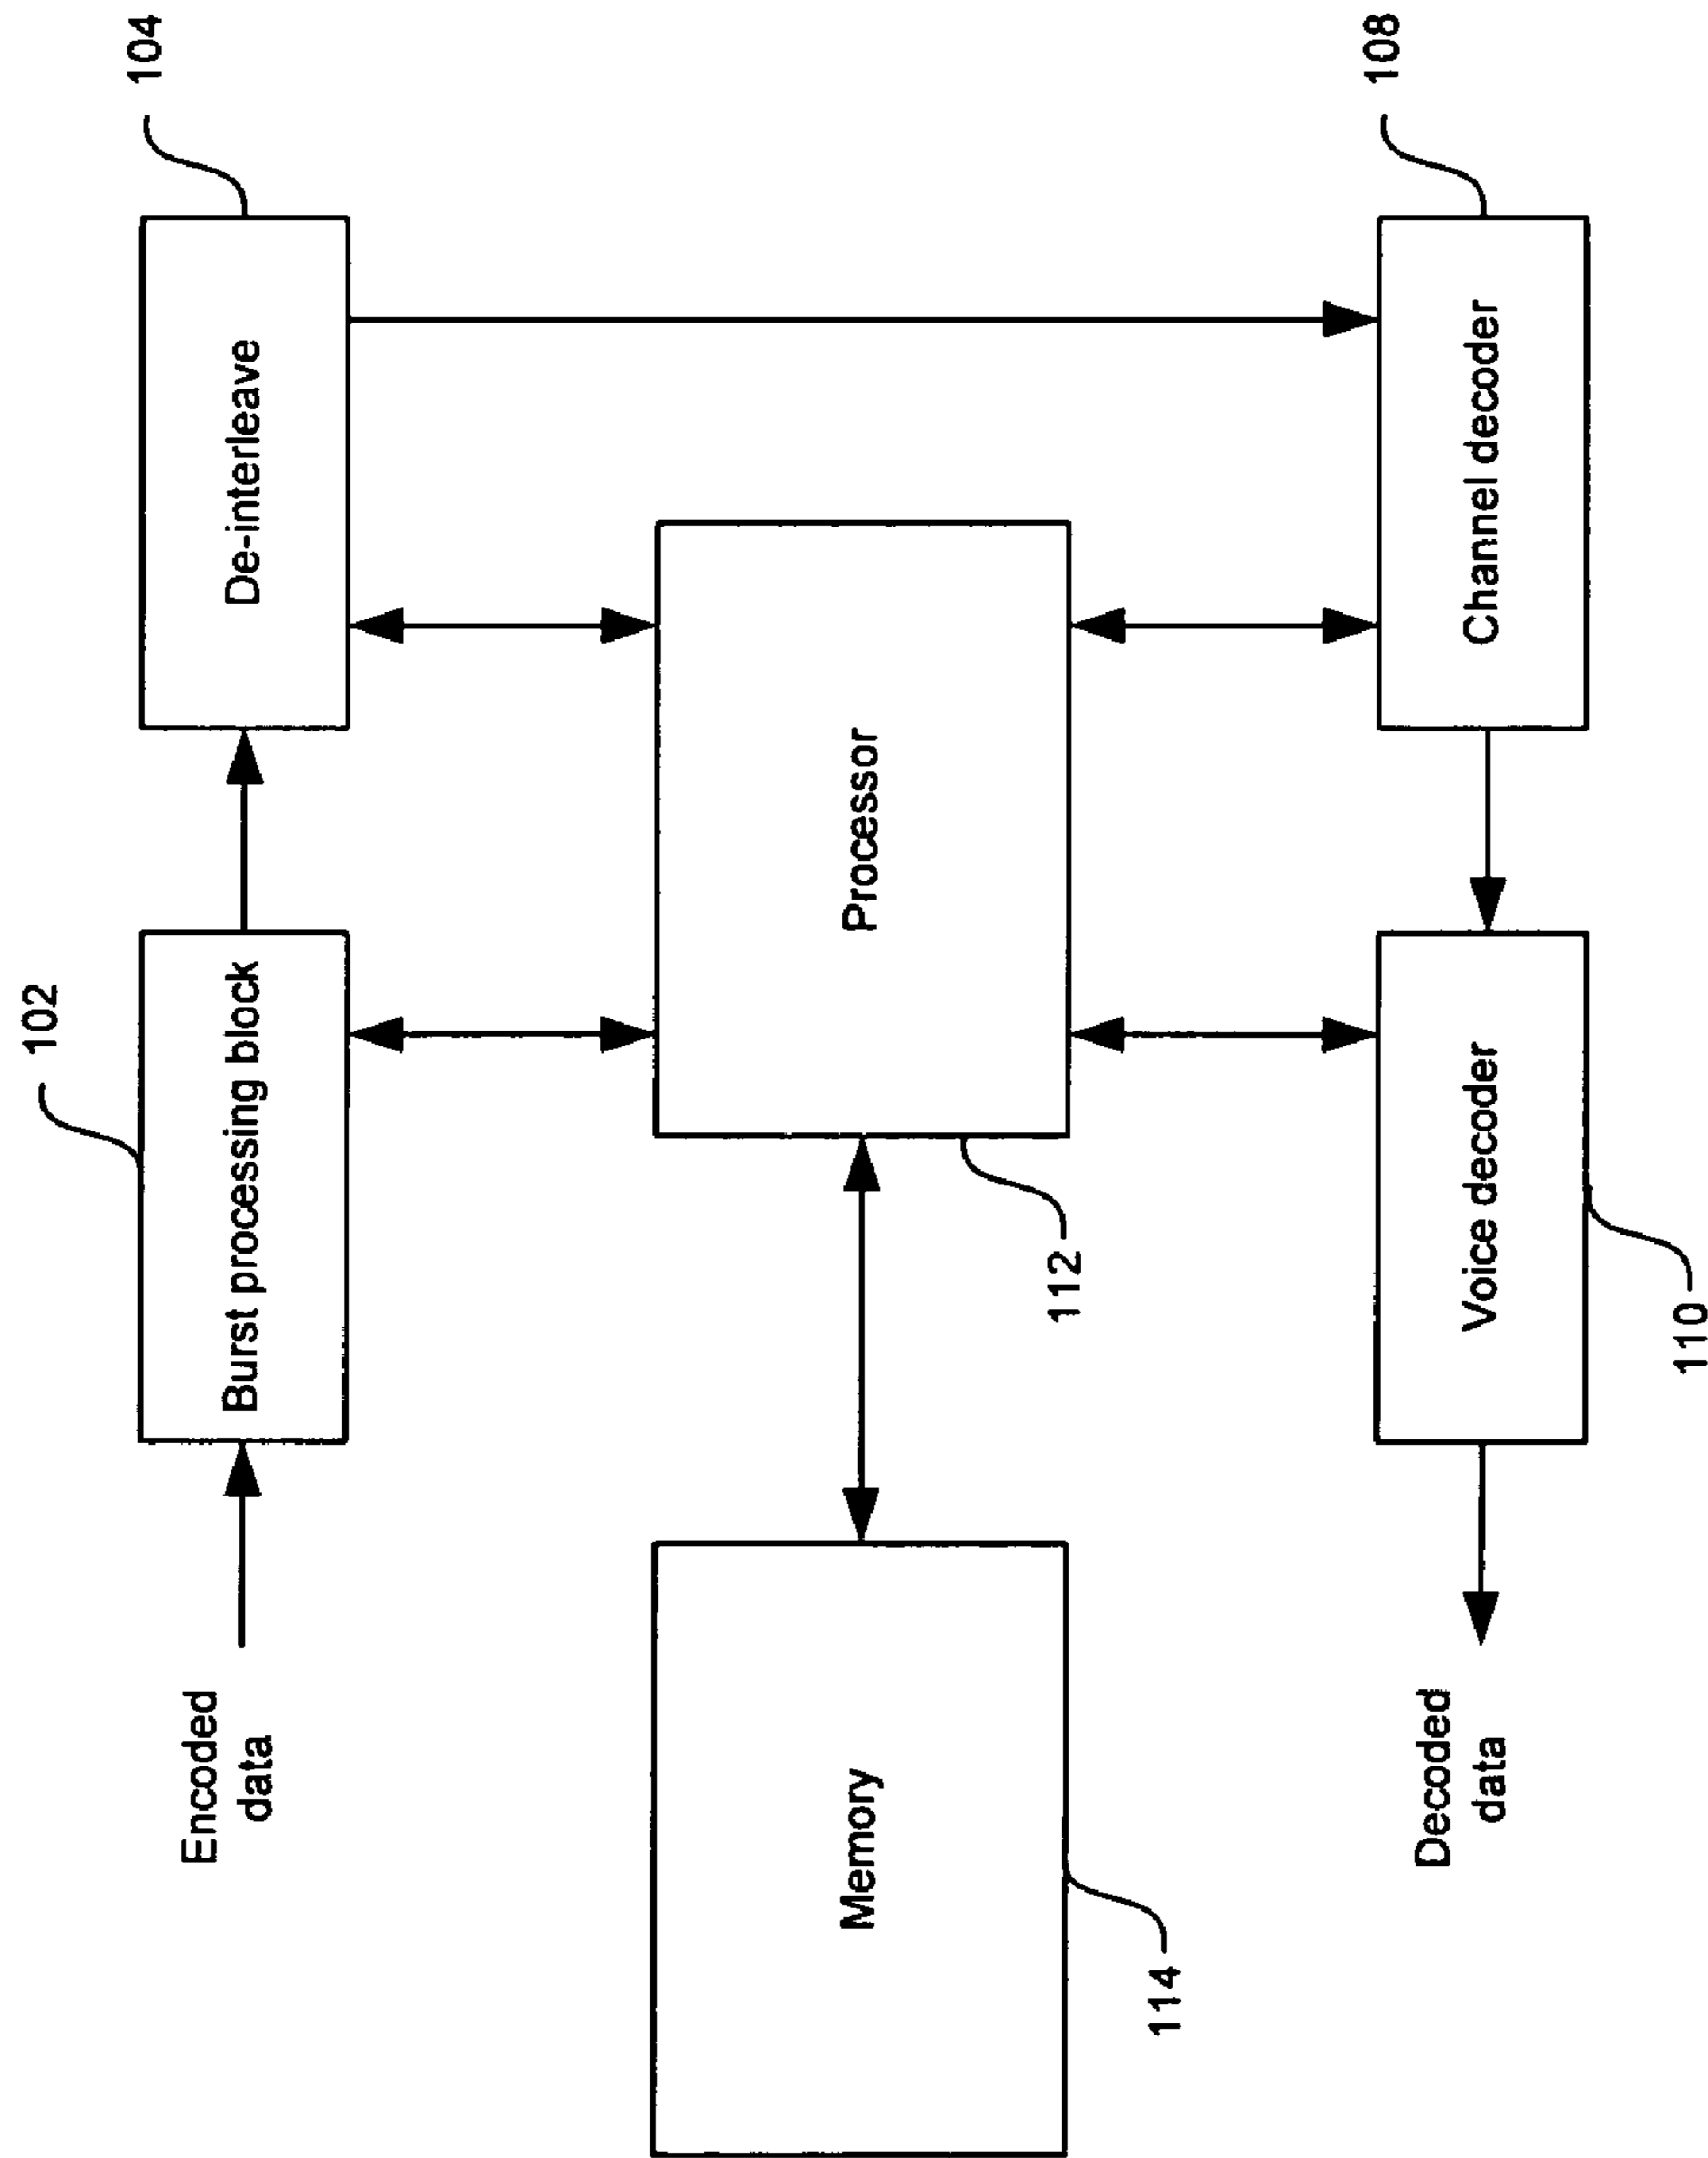 102
104
Encoded
data
Burst processing block
De-interleave
Memory
Processor
114
112
Decoded
data
Voice decoder
Channel decoder
108
110